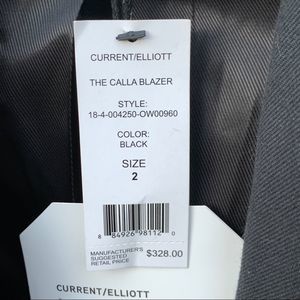 CURRENT/ELLIOTT
THE CALLA BLAZER
STYLE:
18-4-004250-OW00960
COLOR:
BLACK
SIZE
2
8 84926 98112 0
MANUFACTURER'S
SUGGESTED
RETAIL PRICE
$328.00
CURRENT/ELLIOTT